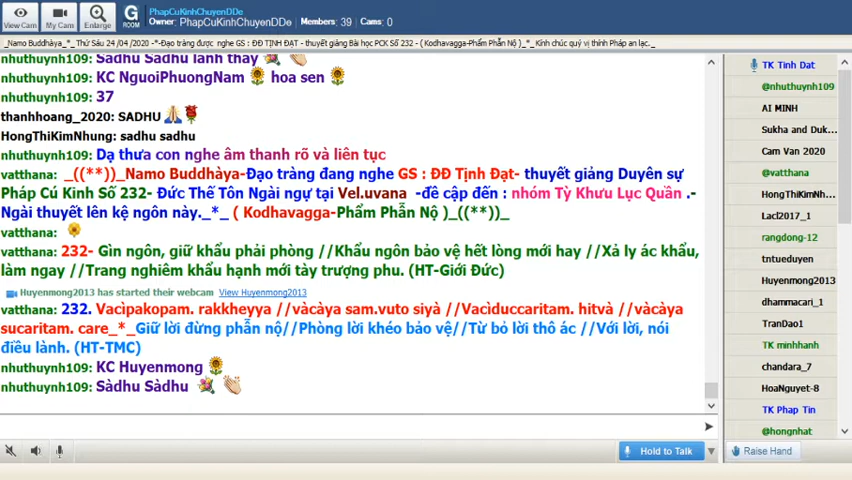 View Cam
My Cam
Enlarge
G
ROOM
PhapCuKinhChuyenDDe
Owner: PhapCuKinhChuyenDDe Members: 39 Cams: 0
_Namo Buddhàya_*_ Thứ Sáu 24 /04 /2020 -*-Đạo tràng được nghe GS : ĐĐ TỊNH ĐẠT - thuyết giảng Bài học PCK Số 232 - ( Kodhavagga-Phẩm Phẫn Nộ )_*_ Kính chúc quý vị thính Pháp an lạc._
nhuthuynh109: Sadhu Sadhu lành thay
nhuthuynh109: KC NguoiPhuongNam hoa sen
nhuthuynh109: 37
thanhhoang_2020: SADHU
HongThiKimNhung: sadhu sadhu
nhuthuynh109: Dạ thưa con nghe âm thanh rõ và liên tục
vatthana: _((**))_Namo Buddhàya-Đạo tràng đang nghe GS : ĐĐ Tịnh Đạt- thuyết giảng Duyên sự
Pháp Cú Kinh Số 232- Đức Thế Tôn Ngài ngự tại Vel.uvana -đề cập đến : nhóm Tỳ Khưu Lục Quần .-
Ngài thuyết lên kệ ngôn này._*_ ( Kodhavagga-Phẩm Phẫn Nộ )_((**))_
vatthana:
vatthana: 232- Gìn ngôn, giữ khẩu phải phòng //Khẩu ngôn bảo vệ hết lòng mới hay //Xả ly ác khẩu,
làm ngay //Trang nghiêm khẩu hạnh mới tày trượng phu. (HT-Giới Đức)
Huyenmong2013 has started their webcam View Huyenmong2013
vatthana: 232. Vacìpakopam. rakkheyya //vàcàya sam.vuto siyà //Vacìduccaritam. hitvà //vàcàya
sucaritam. care_*_Giữ lời đừng phẫn nộ//Phòng lời khéo bảo vệ//Từ bỏ lời thô ác //Với lời, nói
điều lành. (HT-TMC)
nhuthuynh109: KC Huyenmong
nhuthuynh109: Sàdhu Sàdhu
Hold to Talk
TK Tinh Dat
@nhuthuynh109
AI MINH
Sukha and Duk...
Cam Van 2020
@vatthana
HongThiKimNh...
Lacl2017_1
rangdong-12
tntueduyen
Huyenmong2013
dhammacari_1
TranDao1
TK minhhanh
chandara_7
HoaNguyet-8
TK Phap Tin
@hongnhat
Raise Hand